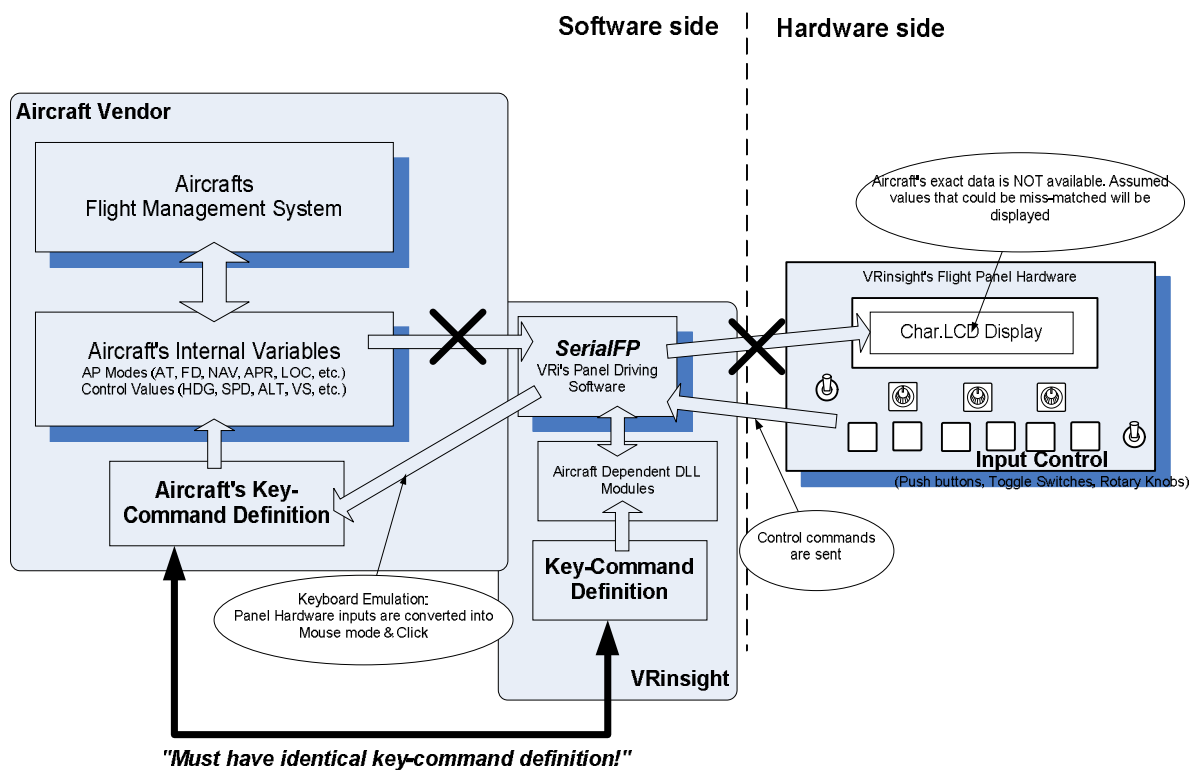 Software side
Hardware side
Aircraft Vendor
Aircrafts
Flight Management System
Aircraft's Internal Variables
AP Modes (AT, FD, NAV, APR, LOC, etc.)
Control Values (HDG, SPD, ALT, VS, etc.)
Aircraft's Key-
Command Definition
Keyboard Emulation:
Panel Hardware inputs are converted into
Mouse mode & Click
SerialFP
VRi's Panel Driving
Software
Aircraft Dependent DLL
Modules
Key-Command
Definition
VRinsight
Aircraft's exact data is NOT available. Assumed
values that could be miss-matched will be
displayed
VRinsight's Flight Panel Hardware
Char.LCD Display
Input Control
(Push buttons, Toggle Switches, Rotary Knobs)
Control commands
are sent
"Must have identical key-command definition!"